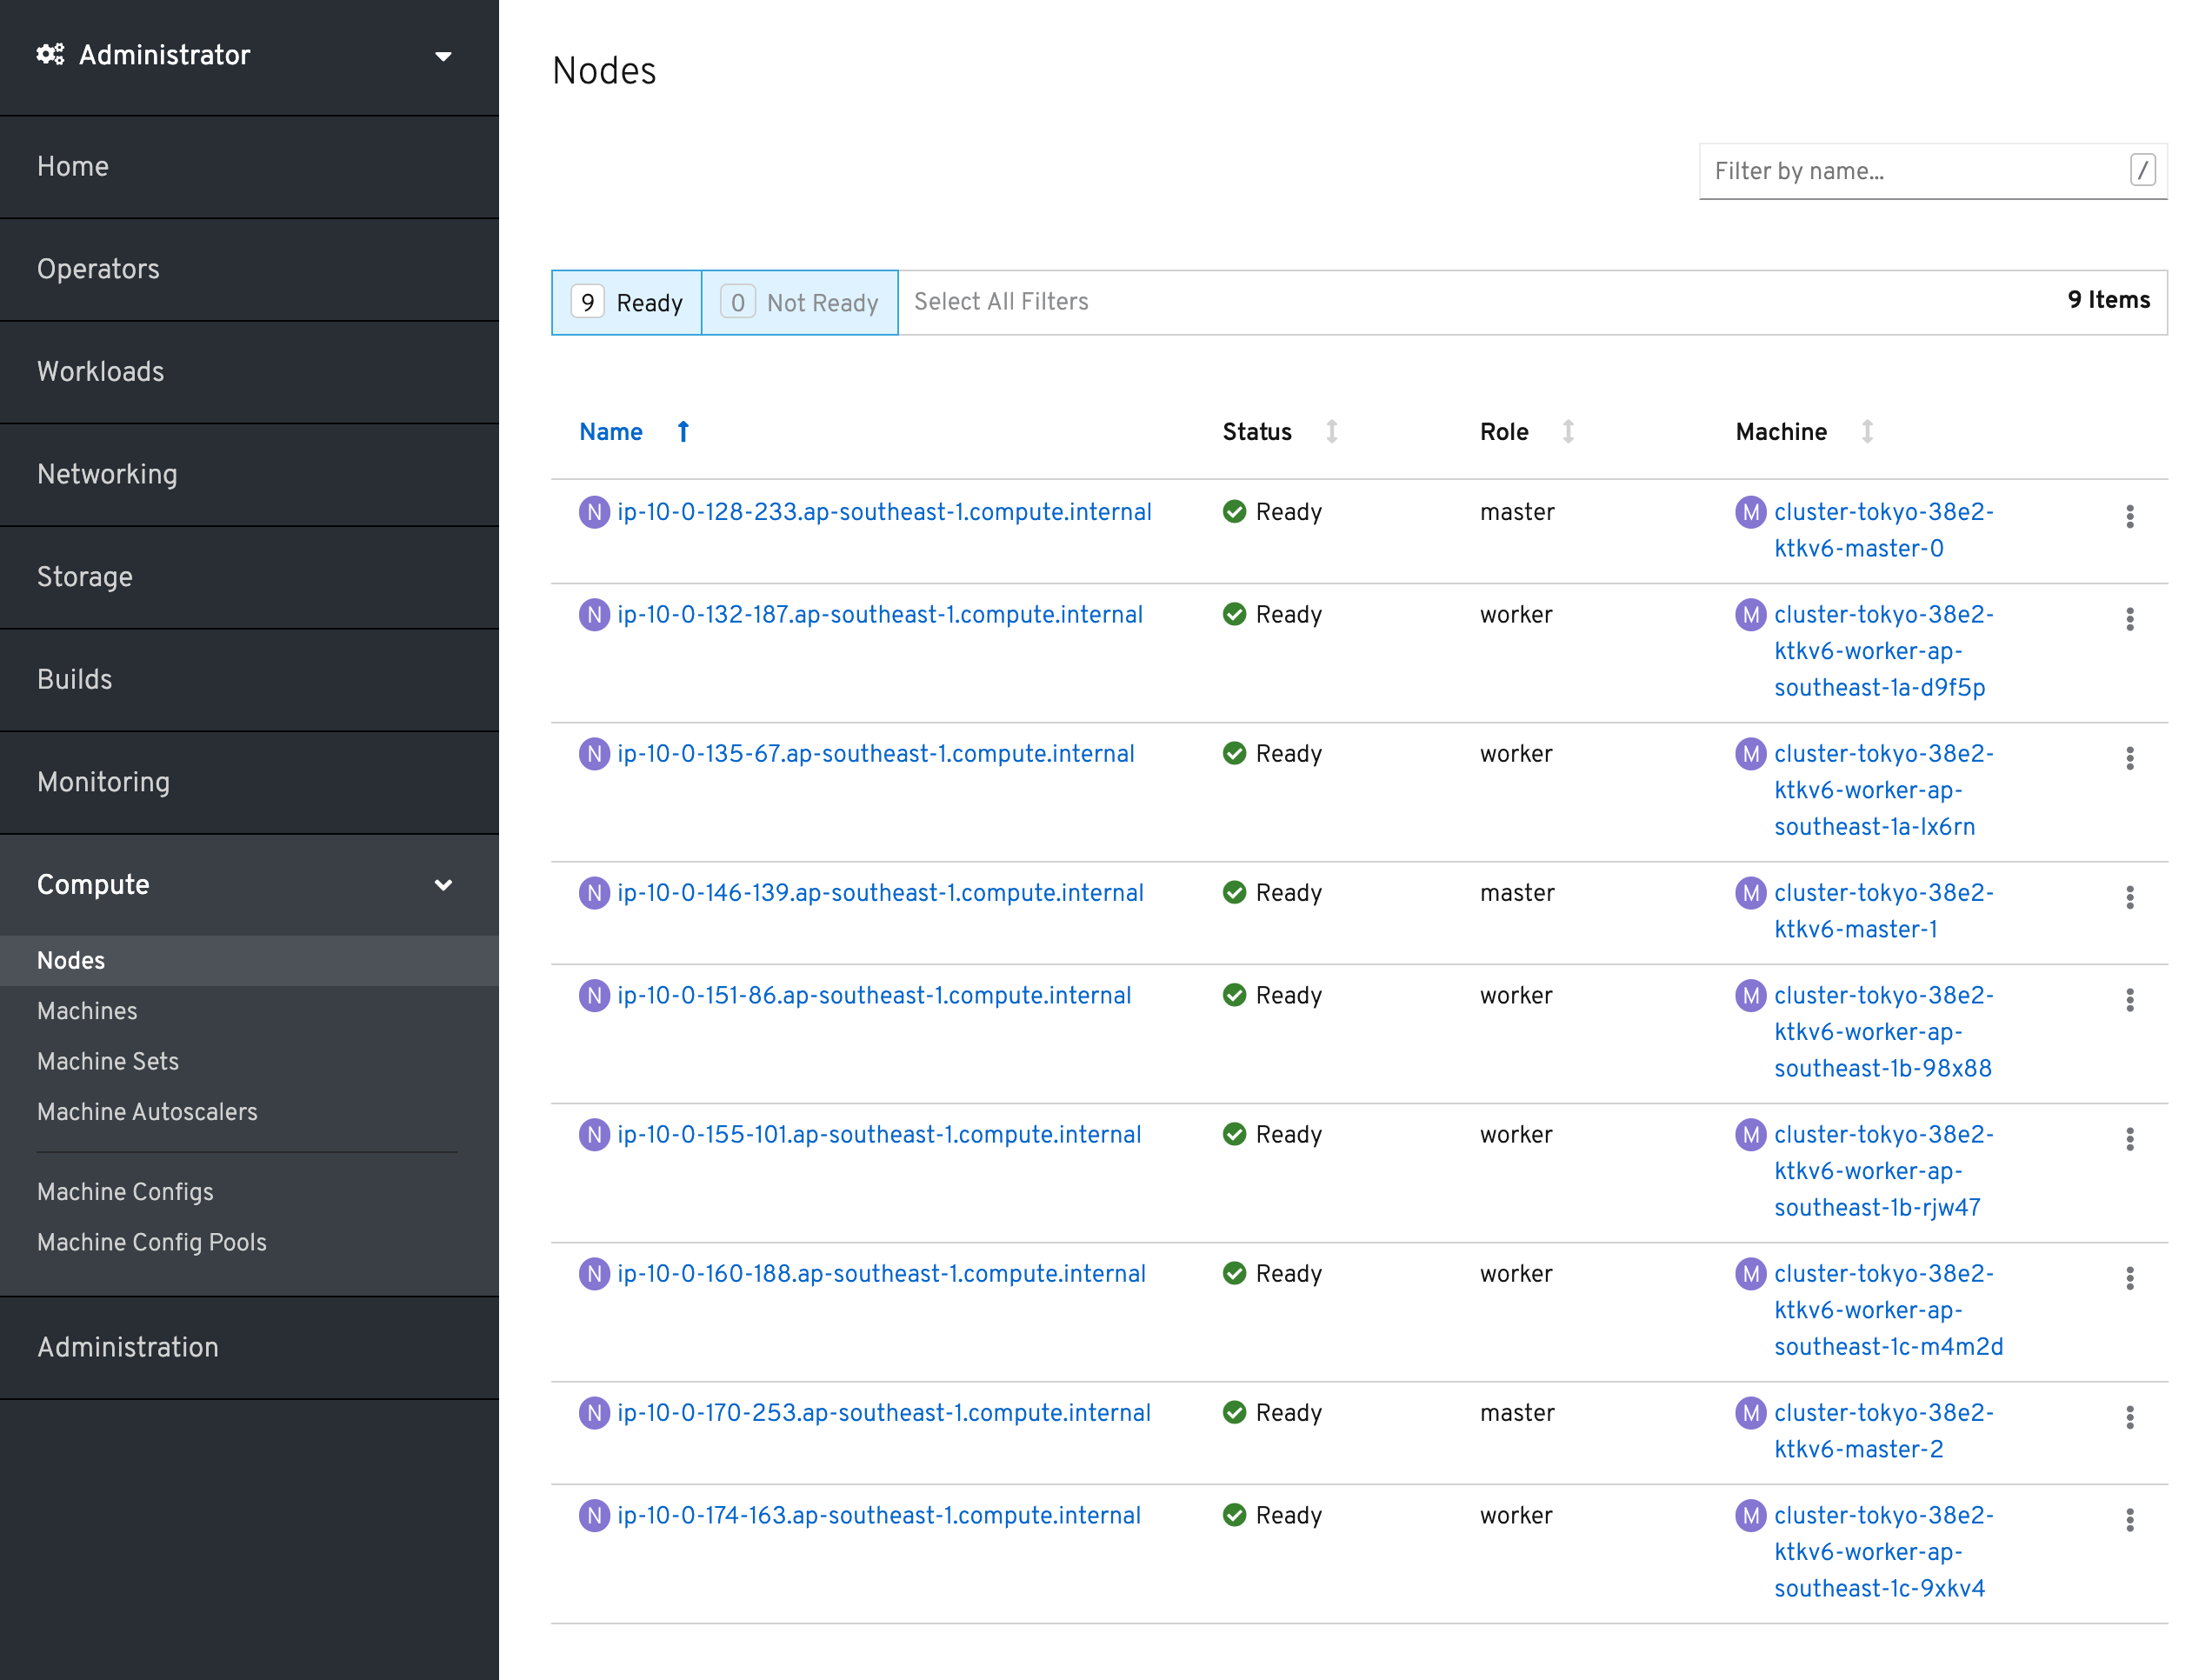 Administrator
Home
Operators
Workloads
Networking
Storage
Builds
Monitoring
Compute
Nodes
Machines
Machine Sets
Machine Autoscalers
Machine Configs
Machine Config Pools
Administration
Nodes
Filter by name... /
9 Ready 0 Not Ready Select All Filters 9 Items
Name Status Role Machine
N ip-10-0-128-233.ap-southeast-1.compute.internal Ready master M cluster-tokyo-38e2-
ktkv6-master-0
N ip-10-0-132-187.ap-southeast-1.compute.internal Ready worker M cluster-tokyo-38e2-
ktkv6-worker-ap-
southeast-1a-d9f5p
N ip-10-0-135-67.ap-southeast-1.compute.internal Ready worker M cluster-tokyo-38e2-
ktkv6-worker-ap-
southeast-1a-lx6rn
N ip-10-0-146-139.ap-southeast-1.compute.internal Ready master M cluster-tokyo-38e2-
ktkv6-master-1
N ip-10-0-151-86.ap-southeast-1.compute.internal Ready worker M cluster-tokyo-38e2-
ktkv6-worker-ap-
southeast-1b-98x88
N ip-10-0-155-101.ap-southeast-1.compute.internal Ready worker M cluster-tokyo-38e2-
ktkv6-worker-ap-
southeast-1b-rjw47
N ip-10-0-160-188.ap-southeast-1.compute.internal Ready worker M cluster-tokyo-38e2-
ktkv6-worker-ap-
southeast-1c-m4m2d
N ip-10-0-170-253.ap-southeast-1.compute.internal Ready master M cluster-tokyo-38e2-
ktkv6-master-2
N ip-10-0-174-163.ap-southeast-1.compute.internal Ready worker M cluster-tokyo-38e2-
ktkv6-worker-ap-
southeast-1c-9xkv4